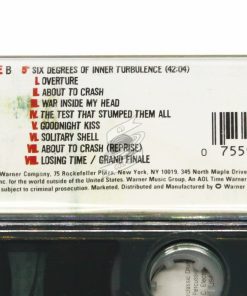 E B 5 SIX DEGREES OF INNER TURBULENCE (42:04)
I. OVERTURE
II. ABOUT TO CRASH
III. WAR INSIDE MY HEAD
IV. THE TEST THAT STUMPED THEM ALL
V. GOODNIGHT KISS
VI. SOLITARY SHELL
VII. ABOUT TO CRASH (REPRISE)
VIII. LOSING TIME / GRAND FINALE
0 755
Warner Company, 75 Rockefeller Plaza, New York, NY 10019. 345 North Maple Drive
Inc. for the world outside of the United States. Warner Music Group. An AOL Time Warner
subject to criminal prosecution. Marketed, Distributed and Manufactured by Warner